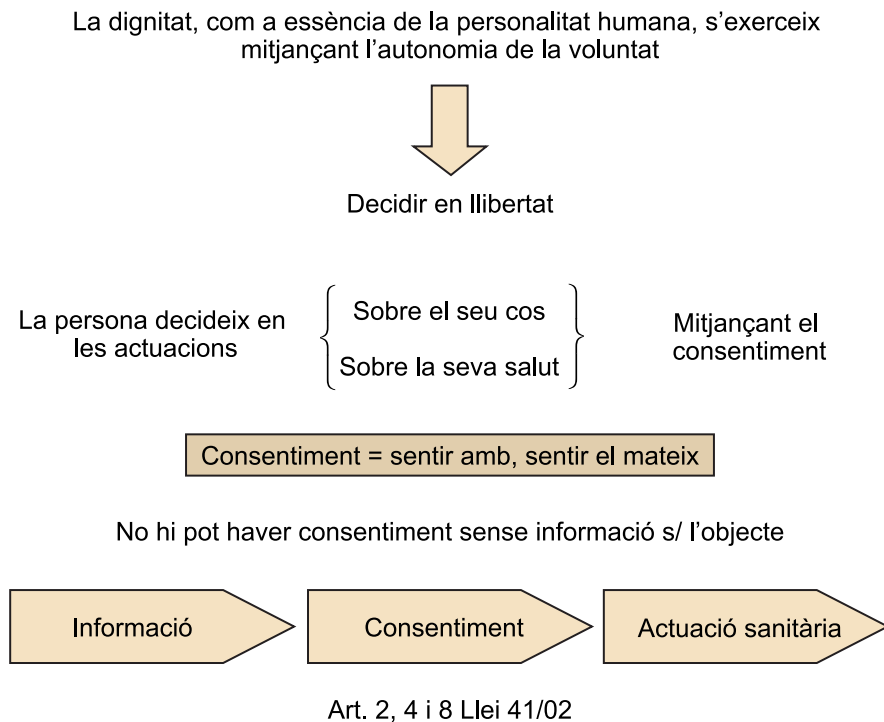 La dignitat, com a essència de la personalitat humana, s’exerceix
mitjançant l’autonomia de la voluntat
Decidir en llibertat
La persona decideix en
les actuacions
Sobre el seu cos
Sobre la seva salut
Mitjançant el
consentiment
Consentiment = sentir amb, sentir el mateix
No hi pot haver consentiment sense informació s/ l’objecte
Informació
Consentiment
Actuació sanitària
Art. 2, 4 i 8 Llei 41/02